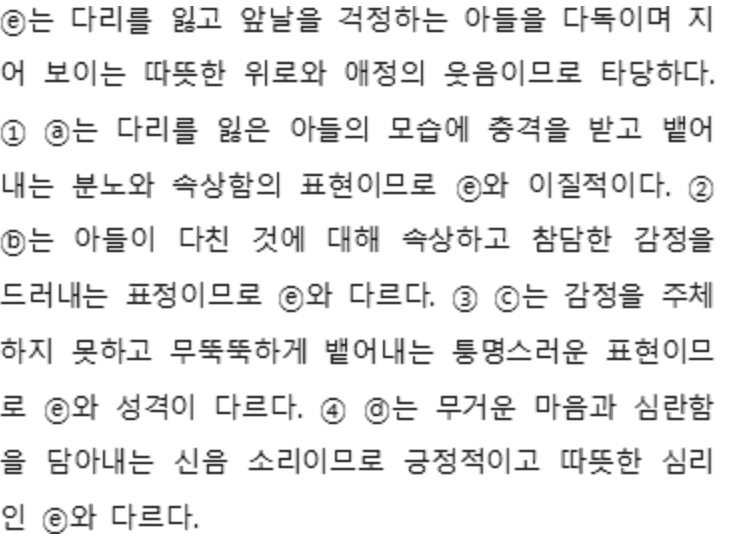 ⓔ는 다리를 잃고 앞날을 걱정하는 아들을 다독이며 지
어 보이는 따뜻한 위로와 애정의 웃음이므로 타당하다.
① ⓐ는 다리를 잃은 아들의 모습에 충격을 받고 뱉어
내는 분노와 속상함의 표현이므로 ⓔ와 이질적이다. ②
ⓑ는 아들이 다친 것에 대해 속상하고 참담한 감정을
드러내는 표정이므로 ⓔ와 다르다. ③ ⓒ는 감정을 주체
하지 못하고 무뚝뚝하게 뱉어내는 퉁명스러운 표현이므
로 ⓔ와 성격이 다르다. ④ ⓓ는 무거운 마음과 심란함
을 담아내는 신음 소리이므로 긍정적이고 따뜻한 심리
인 ⓔ와 다르다.